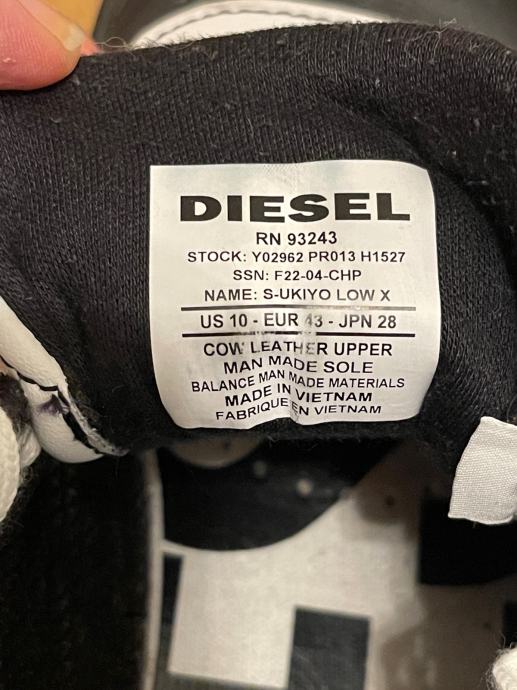 DIESEL
RN 93243
STOCK: Y02962 PR013 H1527
SSN: F22-04-CHP
NAME: S-UKIYO LOW X
US 10 - EUR 43 - JPN 28
COW LEATHER UPPER
MAN MADE SOLE
BALANCE MAN MADE MATERIALS
MADE IN VIETNAM
FABRIQUE EN VIETNAM